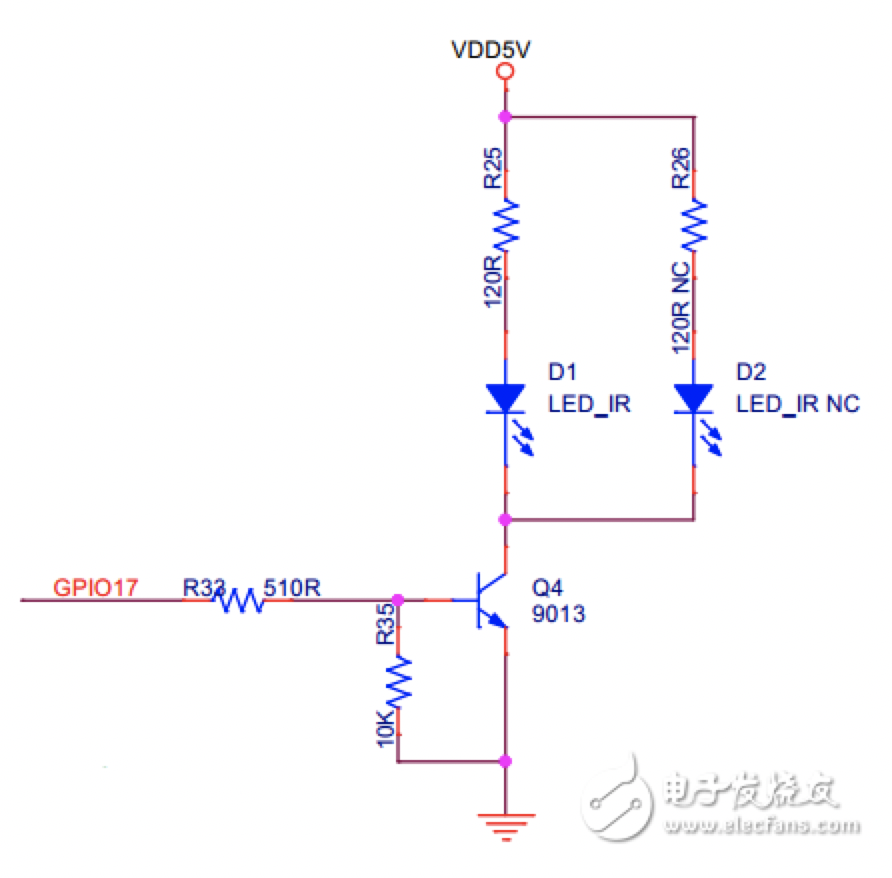 VDD5V
R25
R26
120R
120R NC
D1
LED_IR
D2
LED_IR NC
GPIO17
R33
510R
R35
10K
Q4
9013
电子发烧友
www.elecfans.com